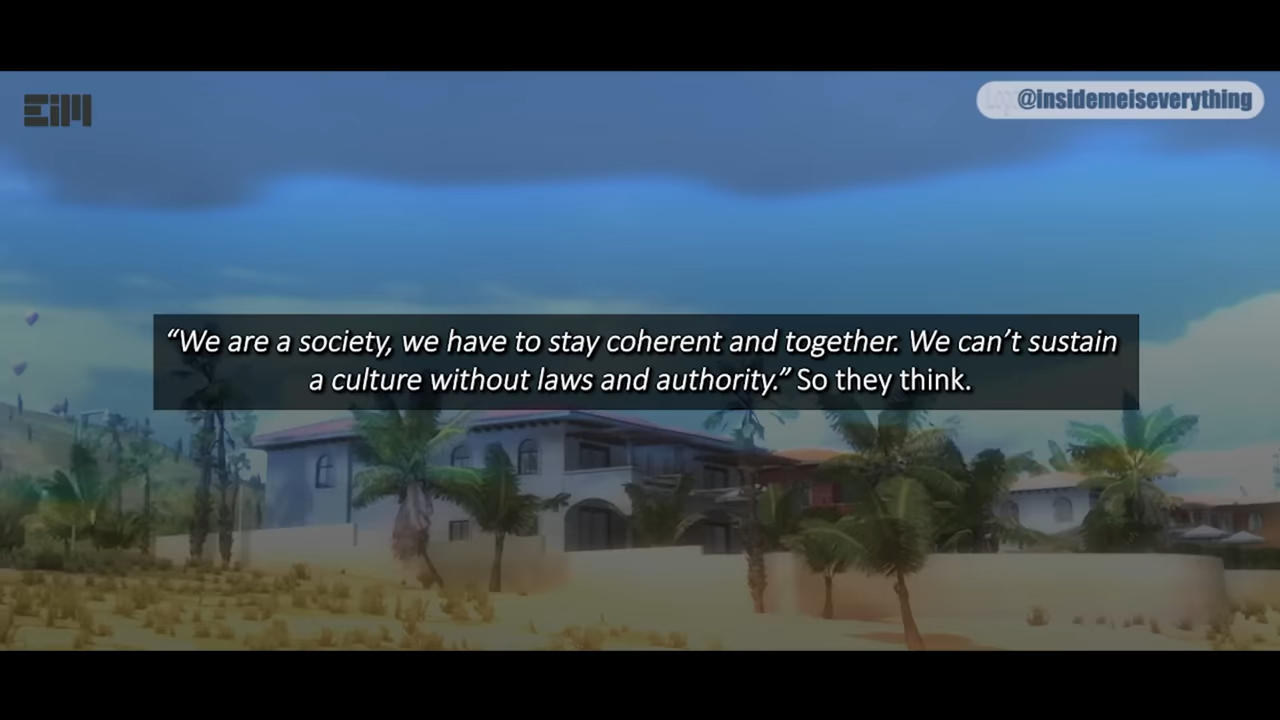 EiM
@insidemeiseverything
“We are a society, we have to stay coherent and together. We can’t sustain
a culture without laws and authority.” So they think.